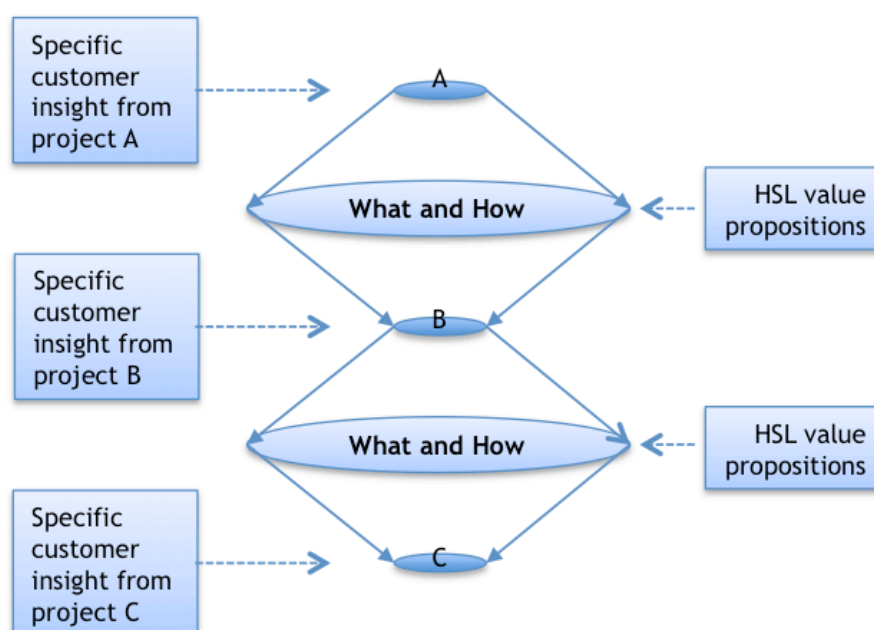 Specific
customer
insight from
project A
A
What and How
HSL value
propositions
Specific
customer
insight from
project B
B
What and How
HSL value
propositions
Specific
customer
insight from
project C
C